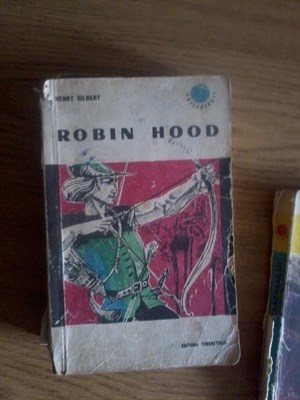 HENRY GILBERT
ROBIN HOOD
EDITURA TINERETULUI